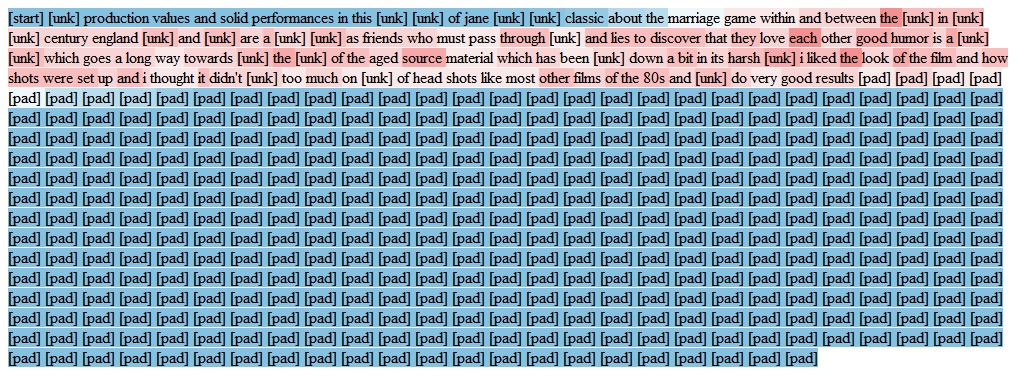 [start] [unk] production values and solid performances in this [unk] [unk] of jane [unk] [unk] classic about the marriage game within and between the [unk] in [unk]
[unk] century england [unk] and [unk] are a [unk] [unk] as friends who must pass through [unk] and lies to discover that they love each other good humor is a [unk]
[unk] which goes a long way towards [unk] the [unk] of the aged source material which has been [unk] down a bit in its harsh [unk] i liked the look of the film and how
shots were set up and i thought it didn't [unk] too much on [unk] of head shots like most other films of the 80s and [unk] do very good results [pad] [pad] [pad] [pad]
[pad] [pad] [pad] [pad] [pad] [pad] [pad] [pad] [pad] [pad] [pad] [pad] [pad] [pad] [pad] [pad] [pad] [pad] [pad] [pad] [pad] [pad] [pad] [pad] [pad] [pad] [pad]
[pad] [pad] [pad] [pad] [pad] [pad] [pad] [pad] [pad] [pad] [pad] [pad] [pad] [pad] [pad] [pad] [pad] [pad] [pad] [pad] [pad] [pad] [pad] [pad] [pad] [pad] [pad]
[pad] [pad] [pad] [pad] [pad] [pad] [pad] [pad] [pad] [pad] [pad] [pad] [pad] [pad] [pad] [pad] [pad] [pad] [pad] [pad] [pad] [pad] [pad] [pad] [pad] [pad] [pad]
[pad] [pad] [pad] [pad] [pad] [pad] [pad] [pad] [pad] [pad] [pad] [pad] [pad] [pad] [pad] [pad] [pad] [pad] [pad] [pad] [pad] [pad] [pad] [pad] [pad] [pad] [pad]
[pad] [pad] [pad] [pad] [pad] [pad] [pad] [pad] [pad] [pad] [pad] [pad] [pad] [pad] [pad] [pad] [pad] [pad] [pad] [pad] [pad] [pad] [pad] [pad] [pad] [pad] [pad]
[pad] [pad] [pad] [pad] [pad] [pad] [pad] [pad] [pad] [pad] [pad] [pad] [pad] [pad] [pad] [pad] [pad] [pad] [pad] [pad] [pad] [pad] [pad] [pad] [pad] [pad] [pad]
[pad] [pad] [pad] [pad] [pad] [pad] [pad] [pad] [pad] [pad] [pad] [pad] [pad] [pad] [pad] [pad] [pad] [pad] [pad] [pad] [pad] [pad] [pad] [pad] [pad] [pad] [pad]
[pad] [pad] [pad] [pad] [pad] [pad] [pad] [pad] [pad] [pad] [pad] [pad] [pad] [pad] [pad] [pad] [pad] [pad] [pad] [pad] [pad] [pad] [pad] [pad] [pad] [pad] [pad]
[pad] [pad] [pad] [pad] [pad] [pad] [pad] [pad] [pad] [pad] [pad] [pad] [pad] [pad] [pad] [pad] [pad] [pad] [pad] [pad] [pad] [pad] [pad] [pad] [pad] [pad] [pad]
[pad] [pad] [pad] [pad] [pad] [pad] [pad] [pad] [pad] [pad] [pad] [pad] [pad] [pad] [pad] [pad] [pad] [pad] [pad] [pad] [pad] [pad] [pad] [pad] [pad] [pad] [pad]
[pad] [pad] [pad] [pad] [pad] [pad] [pad] [pad] [pad] [pad] [pad] [pad] [pad] [pad] [pad] [pad] [pad] [pad] [pad] [pad] [pad] [pad] [pad] [pad] [pad] [pad] [pad]
[pad] [pad] [pad] [pad] [pad] [pad] [pad] [pad] [pad] [pad] [pad] [pad] [pad] [pad] [pad] [pad] [pad] [pad] [pad] [pad] [pad] [pad] [pad] [pad] [pad] [pad] [pad]
[pad] [pad] [pad] [pad] [pad] [pad] [pad] [pad] [pad] [pad] [pad] [pad] [pad] [pad] [pad] [pad] [pad] [pad] [pad] [pad] [pad] [pad] [pad] [pad] [pad] [pad] [pad]
[pad] [pad] [pad] [pad] [pad] [pad] [pad] [pad] [pad] [pad] [pad] [pad] [pad] [pad] [pad] [pad] [pad] [pad] [pad] [pad] [pad] [pad]